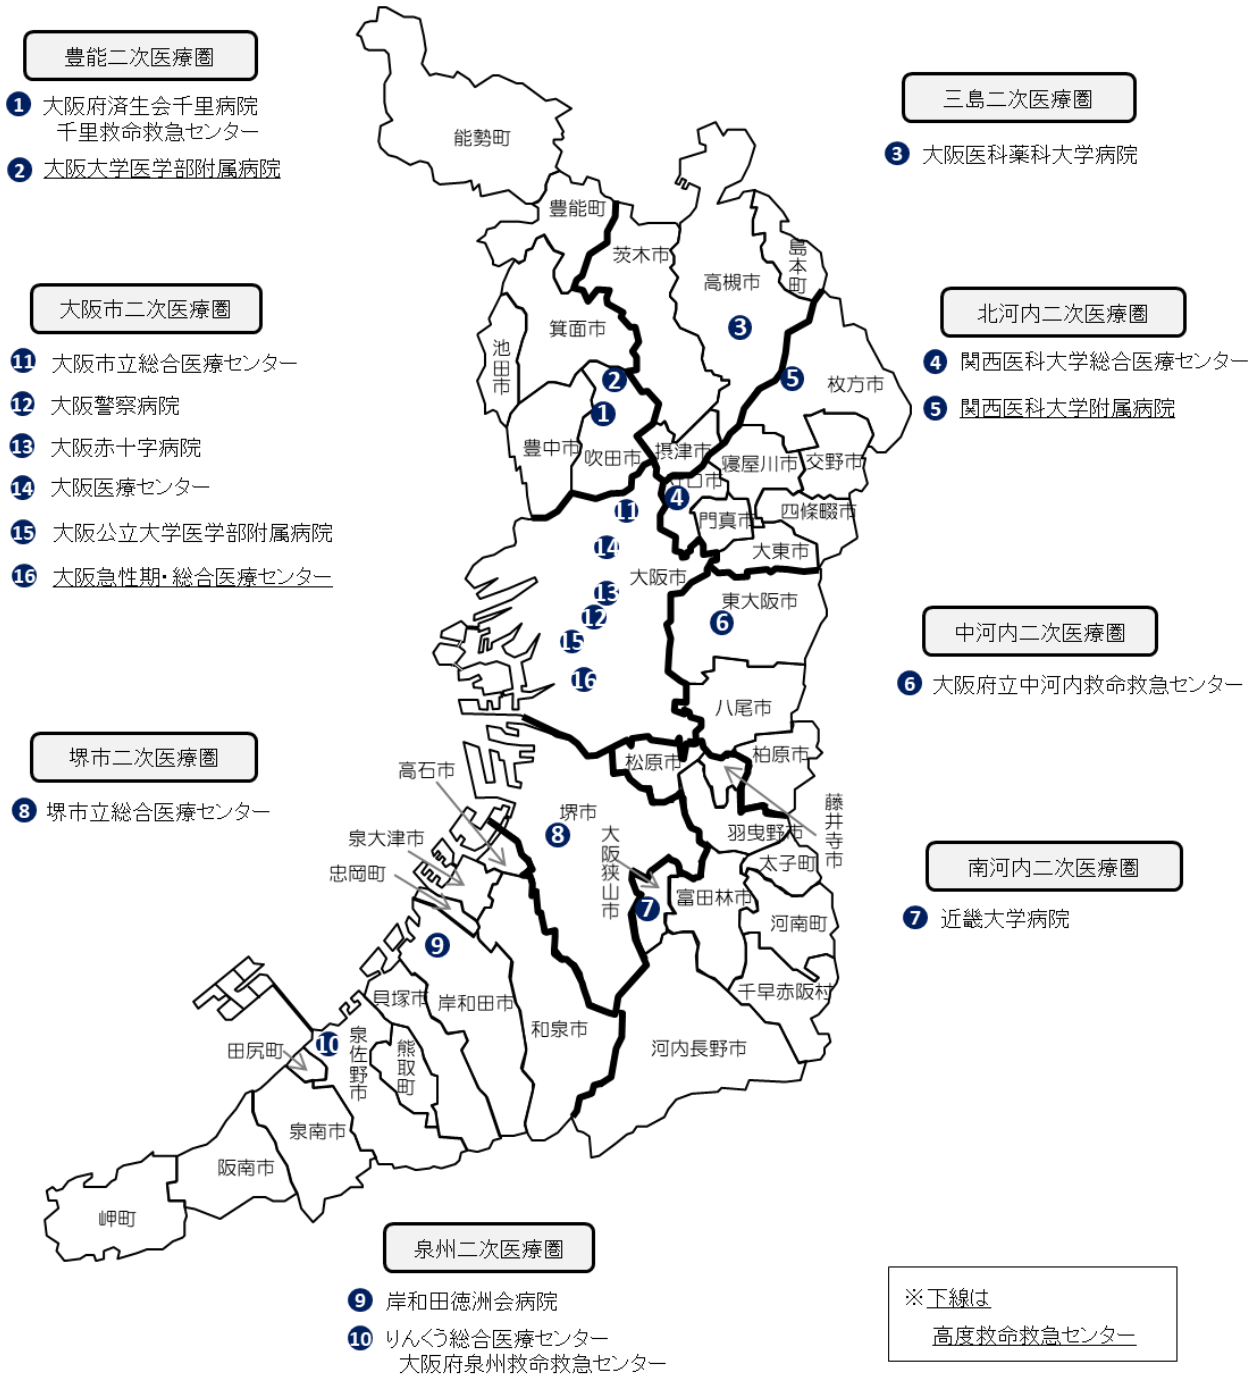 豊能二次医療圏
1 大阪府済生会千里病院
千里救命救急センター
2 大阪大学医学部附属病院
三島二次医療圏
3 大阪医科薬科大学病院
大阪市二次医療圏
11 大阪市立総合医療センター
12 大阪警察病院
13 大阪赤十字病院
14 大阪医療センター
15 大阪公立大学医学部附属病院
16 大阪急性期・総合医療センター
北河内二次医療圏
4 関西医科大学総合医療センター
5 関西医科大学附属病院
中河内二次医療圏
6 大阪府立中河内救命救急センター
堺市二次医療圏
8 堺市立総合医療センター
南河内二次医療圏
7 近畿大学病院
泉州二次医療圏
9 岸和田徳洲会病院
10 りんくう総合医療センター
大阪府泉州救命救急センター
※下線は
高度救命救急センター
能勢町
豊能町
茨木市
高槻市
島本町
箕面市
池田市
3
2
5
枚方市
1
豊中市
吹田市
摂津市
寝屋川市
交野市
口市
4
11
門真市
四條畷市
14
大東市
大阪市
13
東大阪市
12
6
15
16
八尾市
松原市
柏原市
高石市
藤井寺市
堺市
8
羽曳野市
泉大津市
大阪狭山市
太子町
忠岡町
富田林市
7
河南町
9
千早赤阪村
貝塚市
岸和田市
和泉市
河内長野市
10
泉佐野市
熊取町
田尻町
泉南市
阪南市
岬町